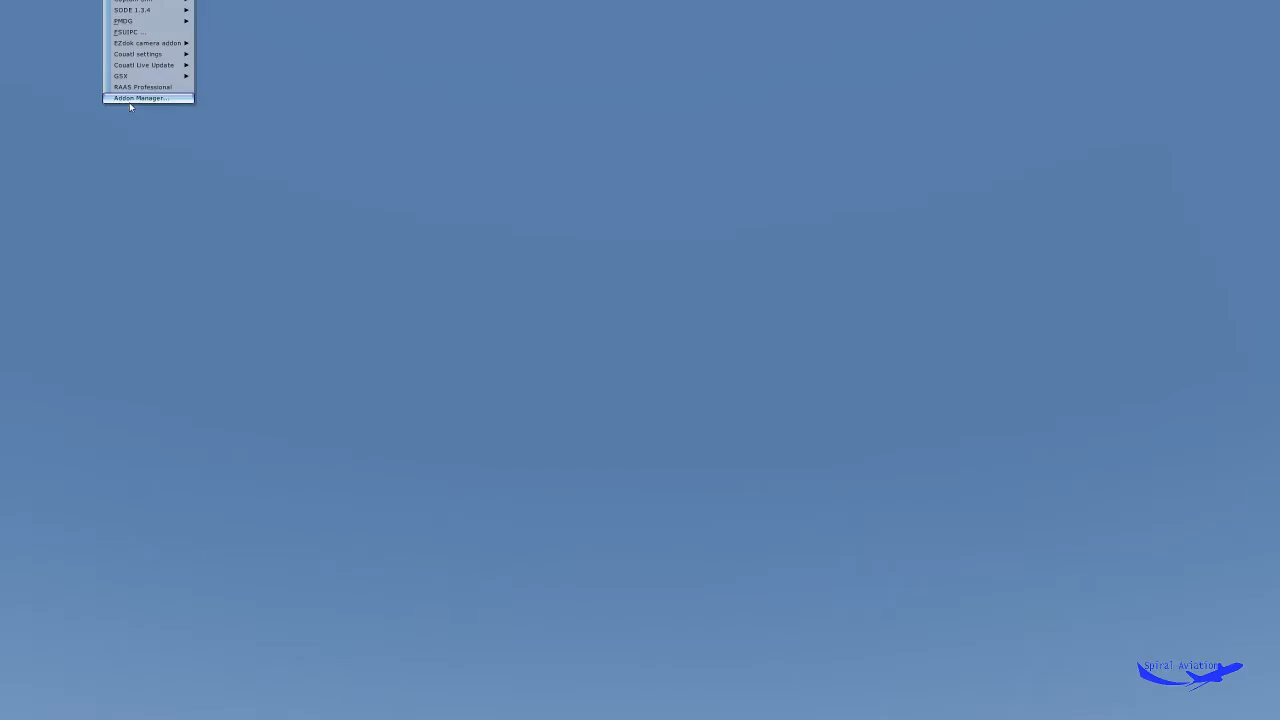 SODE 1.3.4
PMDG
FSUIPC ...
EZdok camera addon
Couatl settings
Couatl Live Update
GSX
RAAS Professional
Addon Manager...
Spiral Aviation